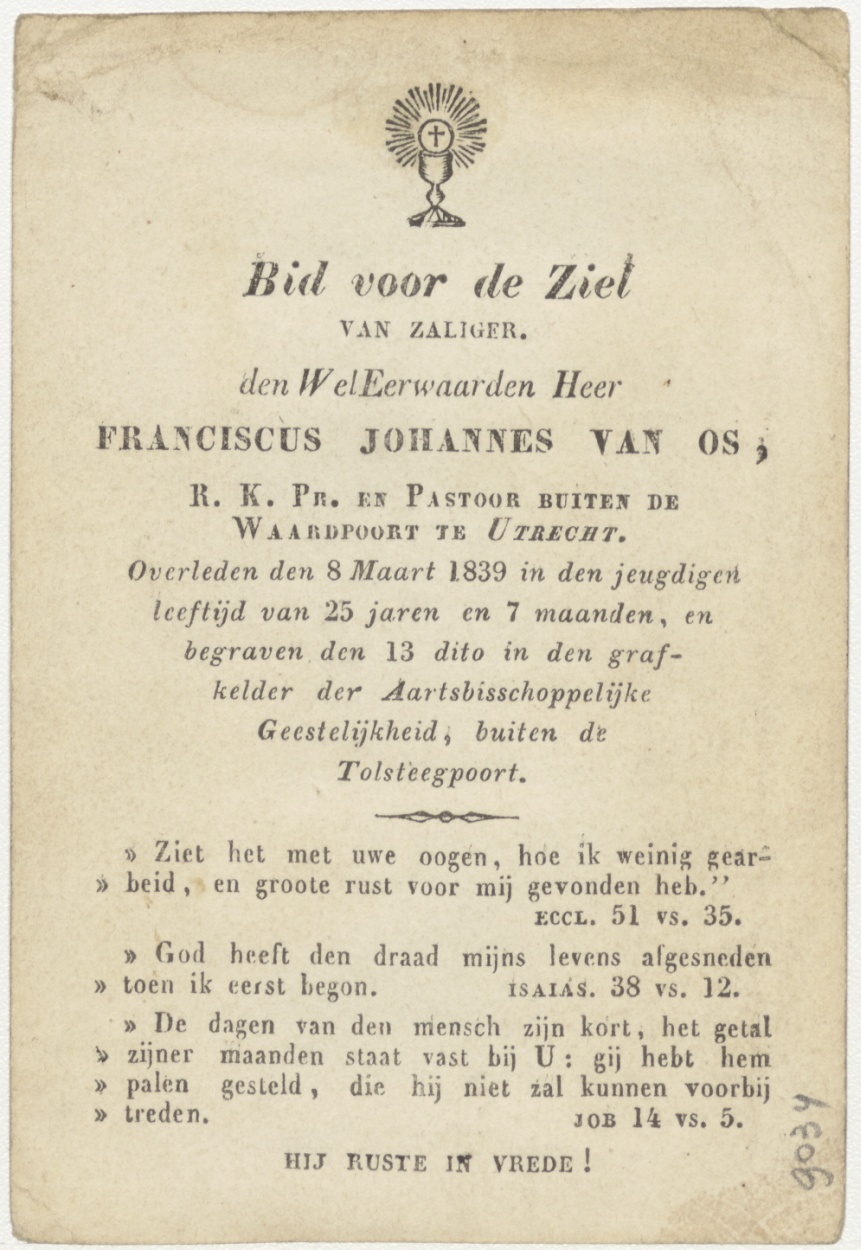 Bid voor de Ziel
VAN ZALIGER.
den WelEerwaarden Heer
FRANCISCUS JOHANNES VAN OS,
R. K. PR. EN PASTOOR BUITEN DE
WAARDPOORT TE UTRECHT.
Overleden den 8 Maart 1839 in den jeugdigen
leeftijd van 25 jaren en 7 maanden, en
begraven den 13 dito in den graf-
kelder der Aartsbisschoppelijke
Geestelijkheid, buiten de
Tolsteegpoort.
» Ziet het met uwe oogen, hoe ik weinig gear-
» beid, en groote rust voor mij gevonden heb.”
ECCL. 51 vs. 35.
» God heeft den draad mijns levens afgesneden
» toen ik eerst begon. ISAIAS. 38 vs. 12.
» De dagen van den mensch zijn kort, het getal
» zijner maanden staat vast bij U: gij hebt hem
» palen gesteld, die hij niet zal kunnen voorbij
» treden. JOB 14 vs. 5.
HIJ RUSTE IN VREDE!
9034